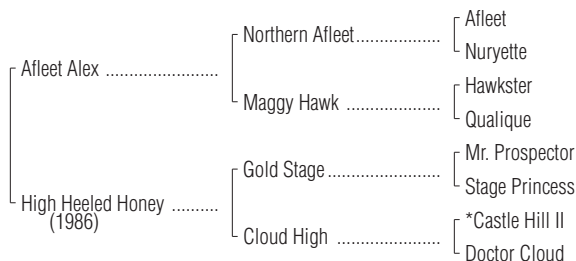 Afleet
Northern Afleet
Nuryette
Afleet Alex
Hawkster
Maggy Hawk
Qualique
Mr. Prospector
Gold Stage
Stage Princess
High Heeled Honey
(1986)
*Castle Hill II
Cloud High
Doctor Cloud